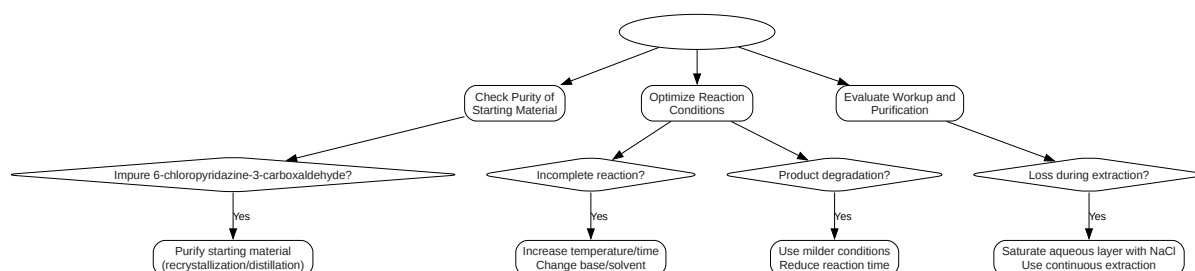 Check Purity of
Starting Material
Optimize Reaction
Conditions
Evaluate Workup and
Purification
Impure 6-chloropyridazine-3-carboxaldehyde?
Incomplete reaction?
Product degradation?
Loss during extraction?
Yes
Yes
Yes
Yes
Purify starting material
(recrystallization/distillation)
Increase temperature/time
Change base/solvent
Use milder conditions
Reduce reaction time
Saturate aqueous layer with NaCl
Use continuous extraction